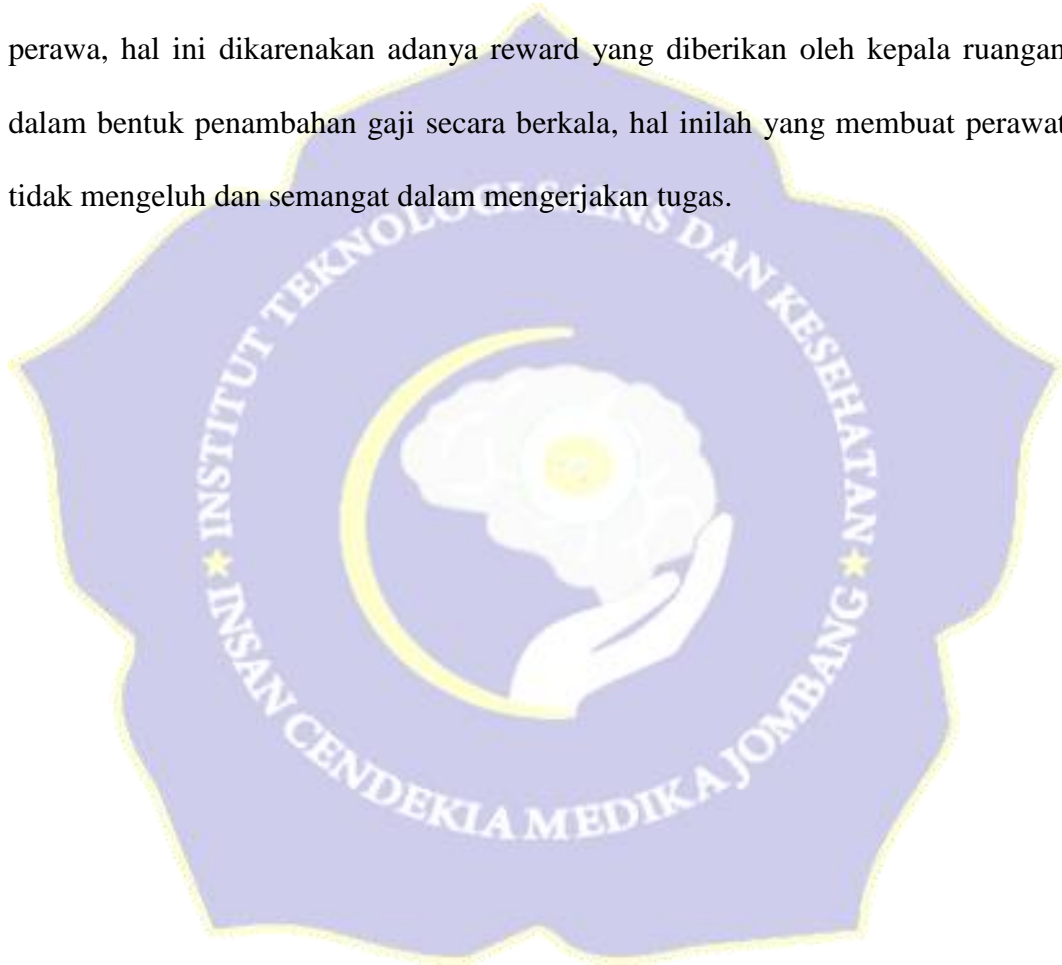 perawa, hal ini dikarenakan adanya reward yang diberikan oleh kepala ruangan
dalam bentuk penambahan gaji secara berkala, hal inilah yang membuat perawat
tidak mengeluh dan semangat dalam mengerjakan tugas.
INSTITUT TEKNOLOGI SAINS DAN KESEHATAN
INSAN CENDEKIA MEDIKA JOMBANG